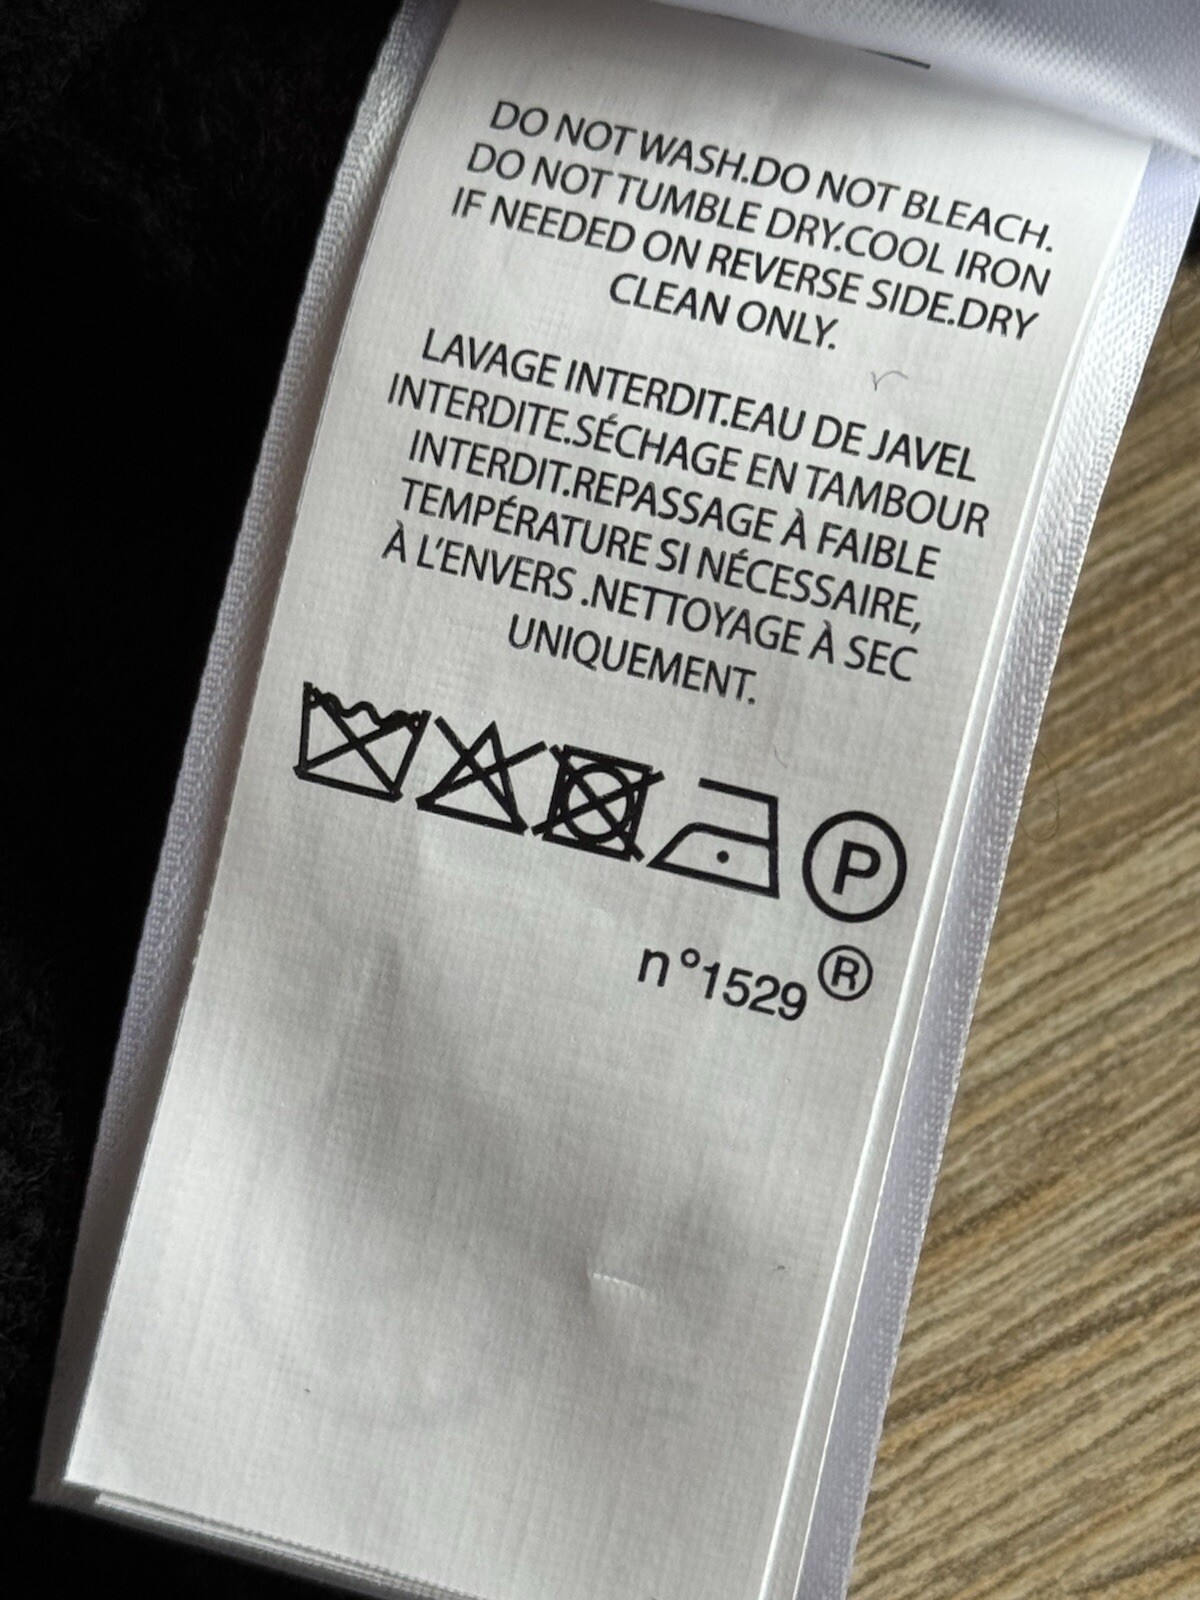 DO NOT WASH.DO NOT BLEACH.
DO NOT TUMBLE DRY.COOL IRON
IF NEEDED ON REVERSE SIDE.DRY
CLEAN ONLY.
LAVAGE INTERDIT.EAU DE JAVEL
INTERDITE.SÉCHAGE EN TAMBOUR
INTERDIT.REPASSAGE À FAIBLE
TEMPÉRATURE SI NÉCESSAIRE,
À L'ENVERS .NETTOYAGE À SEC
UNIQUEMENT.
P
n°1529®